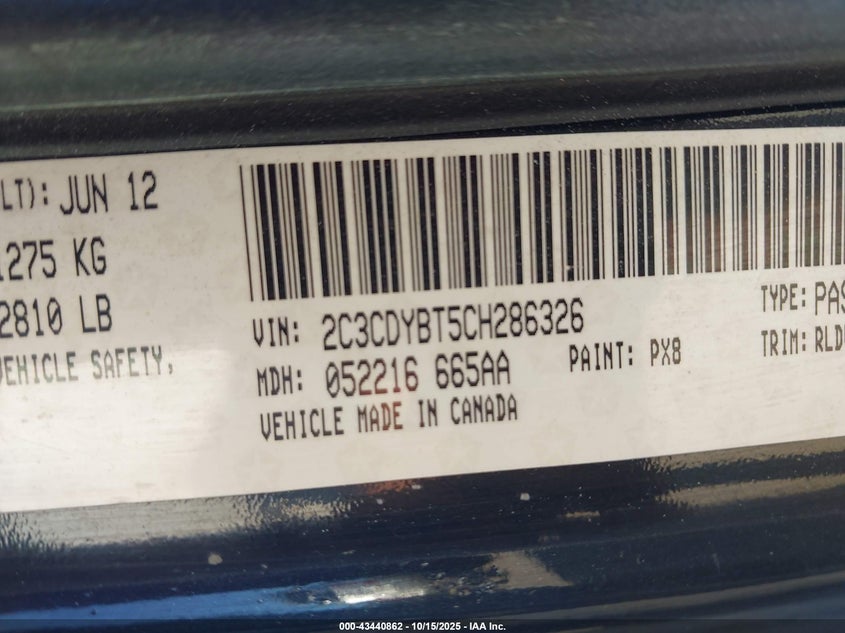 LT): JUN 12
1275 KG
2810 LB
VEHICLE SAFETY,
VIN: 2C3CDYBT5CH286326
TYPE: PAS
MDH: 052216 665AA
PAINT: PX8
TRIM: RLD
VEHICLE MADE IN CANADA
000-43440862 - 10/15/2025 - IAA Inc.